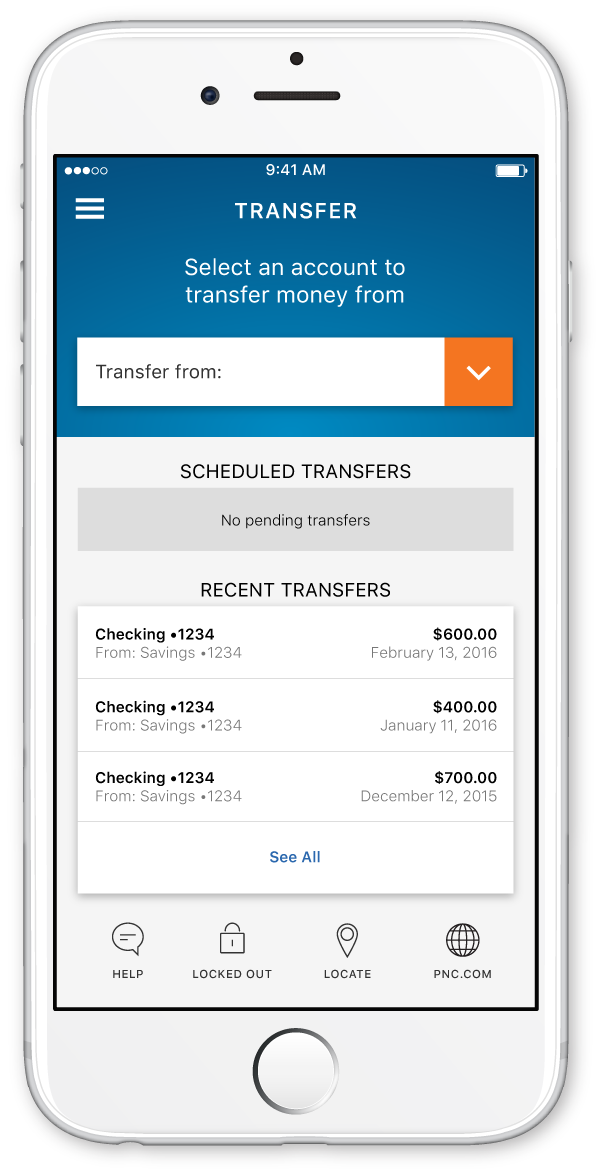 9:41 AM
TRANSFER
Select an account to
transfer money from
Transfer from:
SCHEDULED TRANSFERS
No pending transfers
RECENT TRANSFERS
Checking •1234 $600.00
From: Savings •1234 February 13, 2016
Checking •1234 $400.00
From: Savings •1234 January 11, 2016
Checking •1234 $700.00
From: Savings •1234 December 12, 2015
See All
HELP LOCKED OUT LOCATE PNC.COM